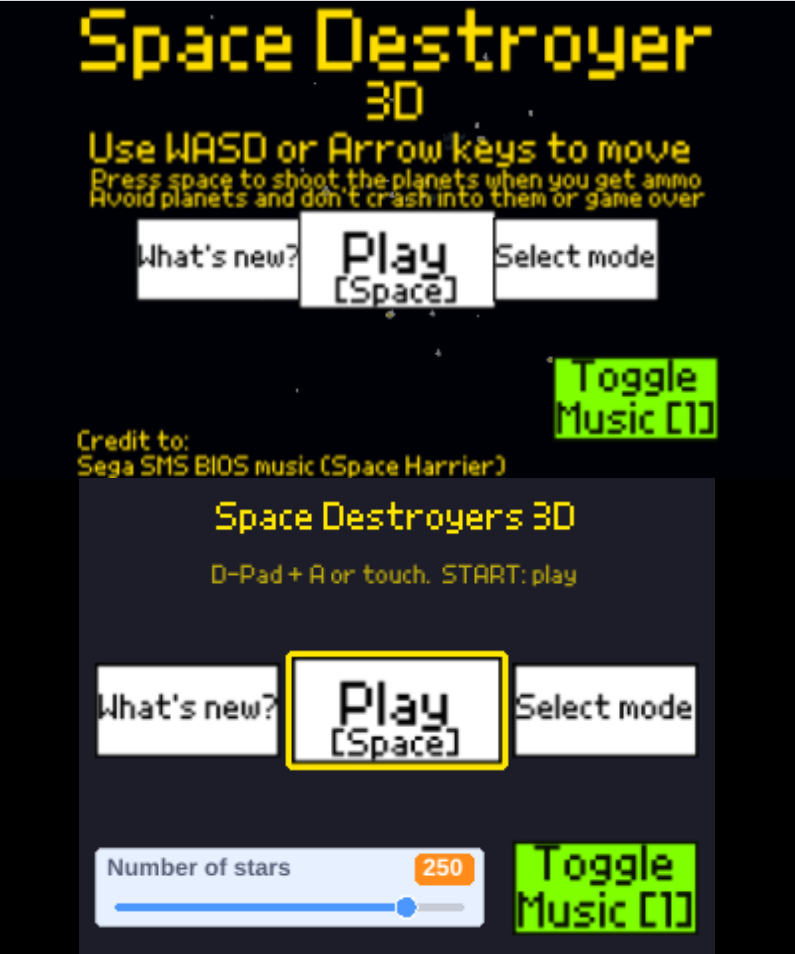 Space Destroyer
3D
Use WASD or Arrow keys to move
Press space to shoot the planets when you get ammo
Avoid planets and don't crash into them or game over
What's new?
Play
[Space]
Select mode
Toggle
Music [1]
Credit to:
Sega SMS BIOS music (Space Harrier)
Space Destroyers 3D
D-Pad + A or touch. START: play
What's new?
Play
[Space]
Select mode
Number of stars 250
Toggle
Music [1]